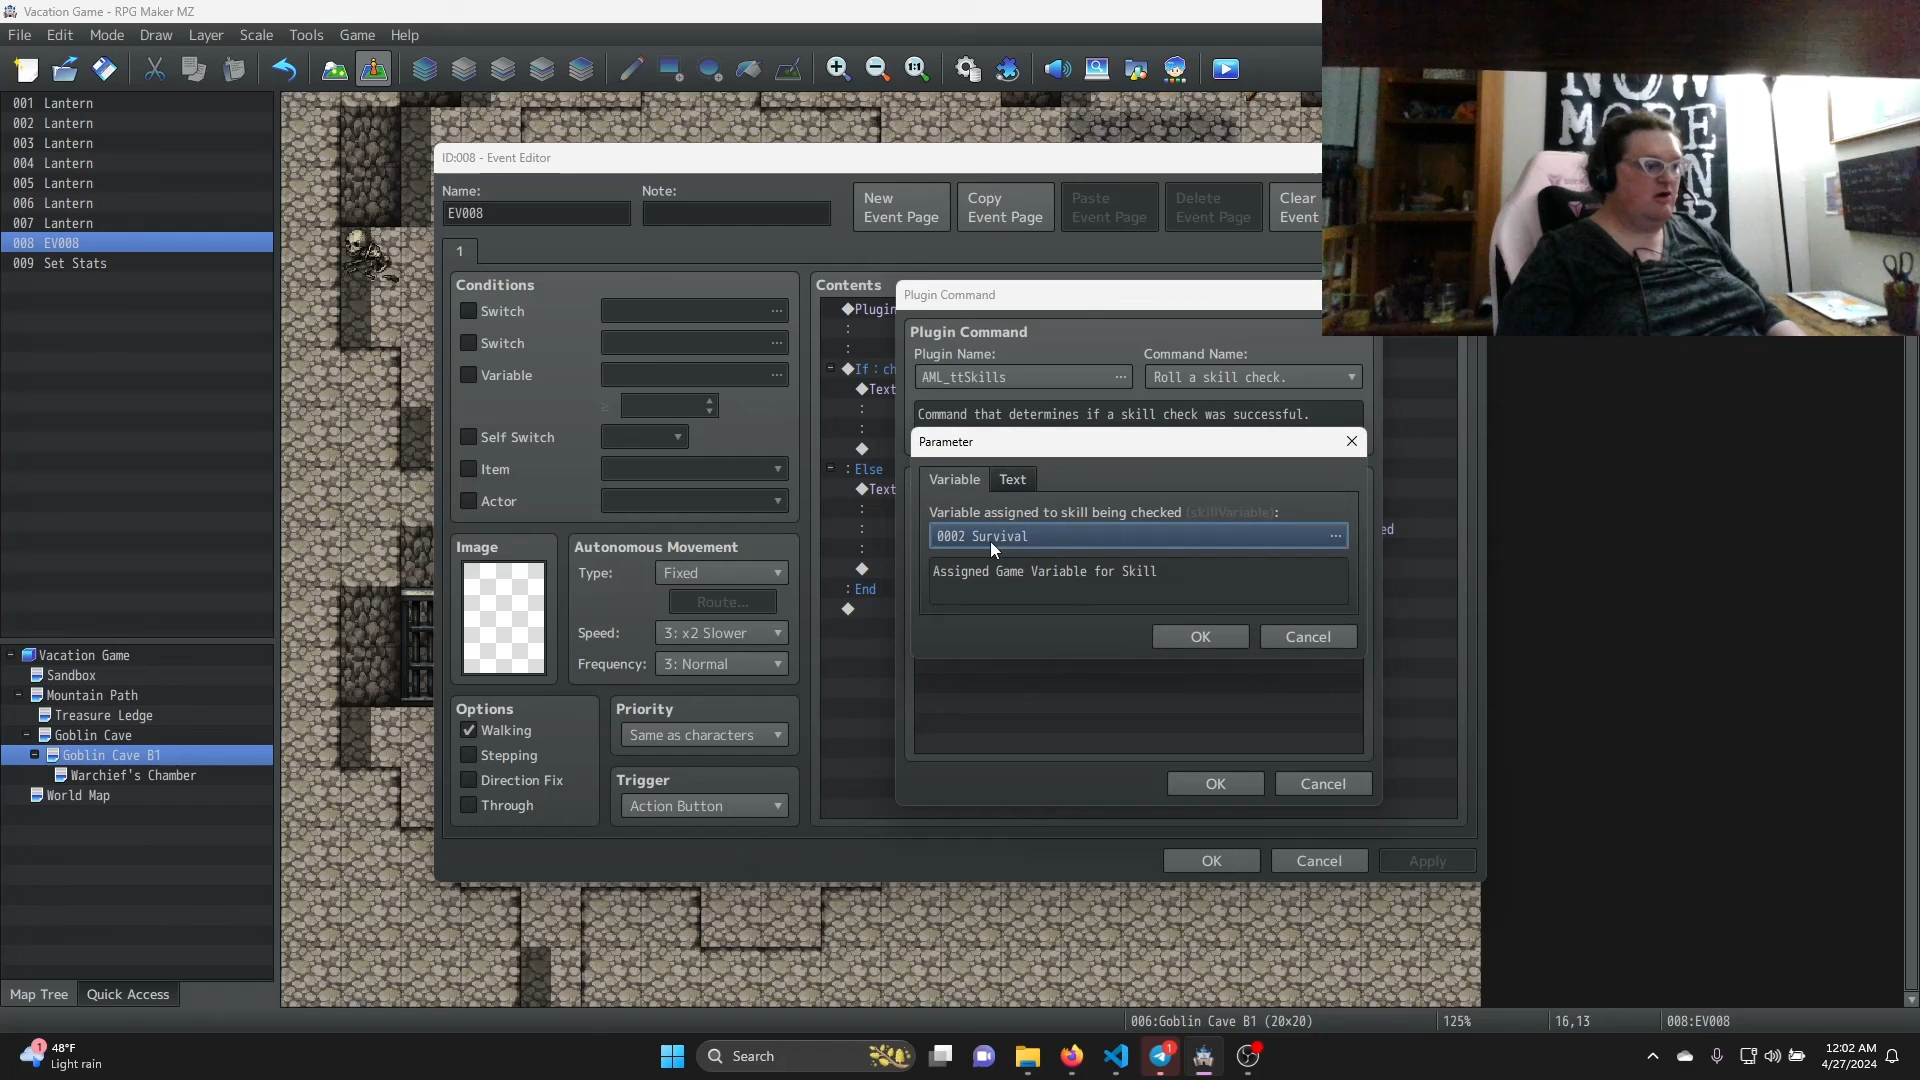 Vacation Game - RPG Maker MZ
File Edit Mode Draw Layer Scale Tools Game Help
001 Lantern
002 Lantern
003 Lantern
004 Lantern
005 Lantern
006 Lantern
007 Lantern
008 EV008
009 Set Stats
Vacation Game
Sandbox
Mountain Path
Treasure Ledge
Goblin Cave
Goblin Cave B1
Warchief's Chamber
World Map
Map Tree Quick Access
ID:008 - Event Editor
Name: Note:
EV008
New Event Page
Copy Event Page
Paste Event Page
Delete Event Page
Clear Event
1
Conditions
Switch ...
Switch ...
Variable ...
≥
Self Switch
Item
Actor
Image
Autonomous Movement
Type: Fixed
Route...
Speed: 3: x2 Slower
Frequency: 3: Normal
Options
Walking
Stepping
Direction Fix
Through
Priority
Same as characters
Trigger
Action Button
Contents
◆Plugin
:
:
◆If : ch
◆Text
:
:
◆
: Else
◆Text
:
:
:
◆
: End
◆
ed
Plugin Command
Plugin Command
Plugin Name: Command Name:
AML_ttSkills ... Roll a skill check.
Command that determines if a skill check was successful.
Parameter
Variable Text
Variable assigned to skill being checked (skillVariable):
0002 Survival ...
Assigned Game Variable for Skill
OK Cancel
OK Cancel
OK Cancel Apply
NOW
MORE
006:Goblin Cave B1 (20x20) 125% 16,13 008:EV008
1
48°F
Light rain
Search
1
12:02 AM
4/27/2024